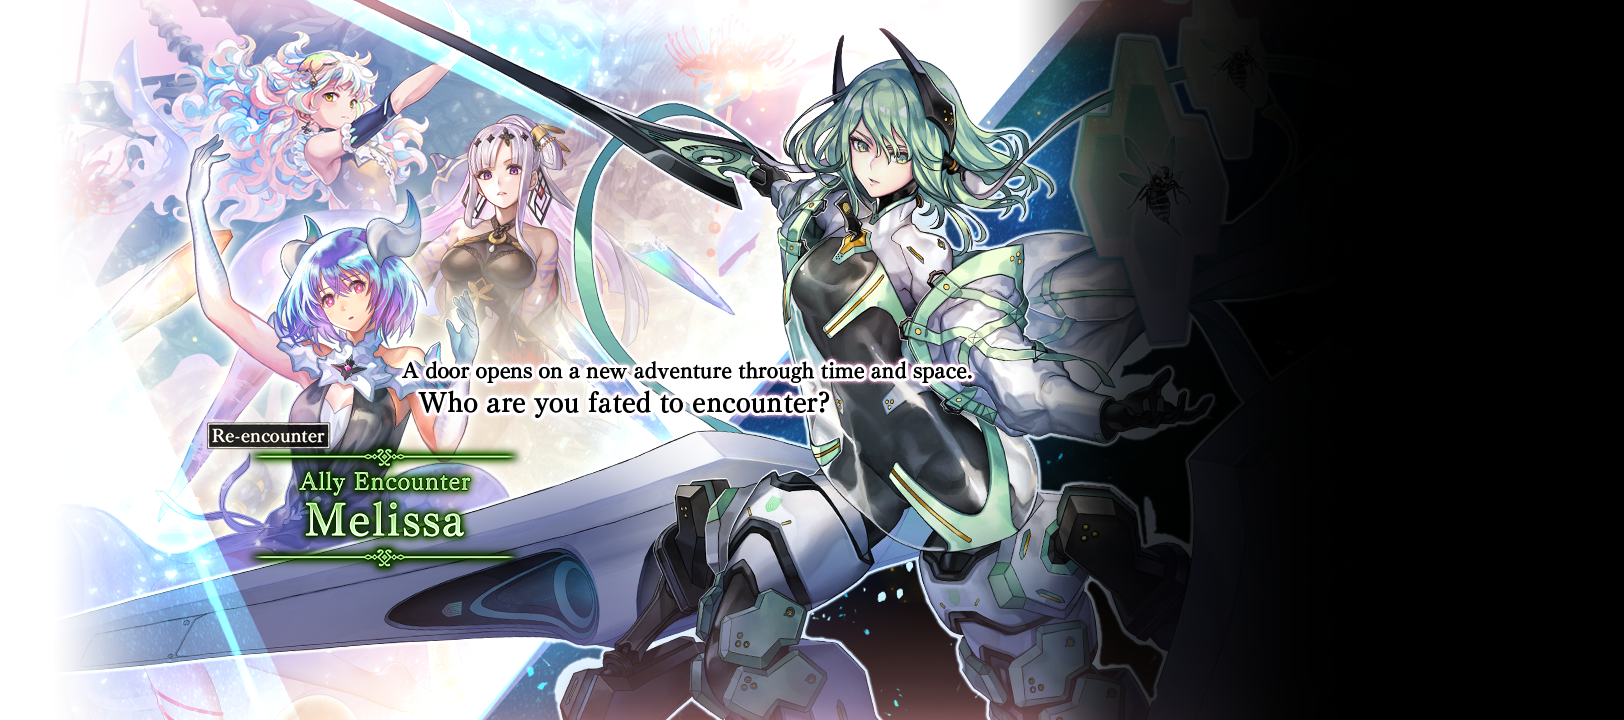 A door opens on a new adventure through time and space.
Who are you fated to encounter?
Re-encounter
Ally Encounter
Melissa